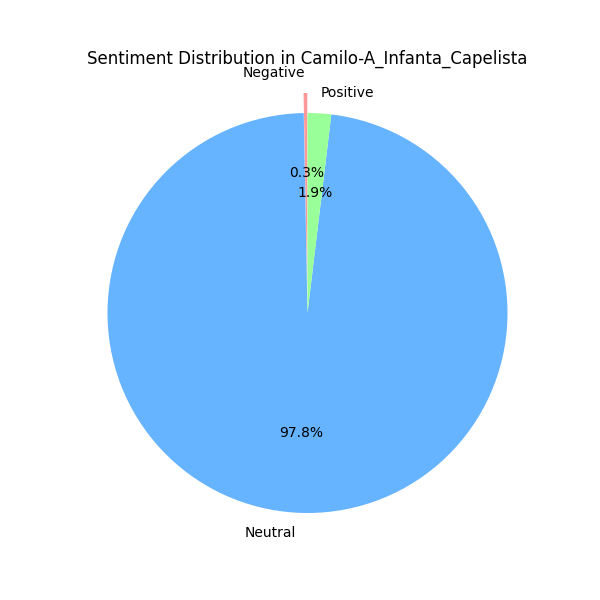 Sentiment Distribution in Camilo-A_Infanta_Capelista
Negative
Positive
0.3%
1.9%
97.8%
Neutral